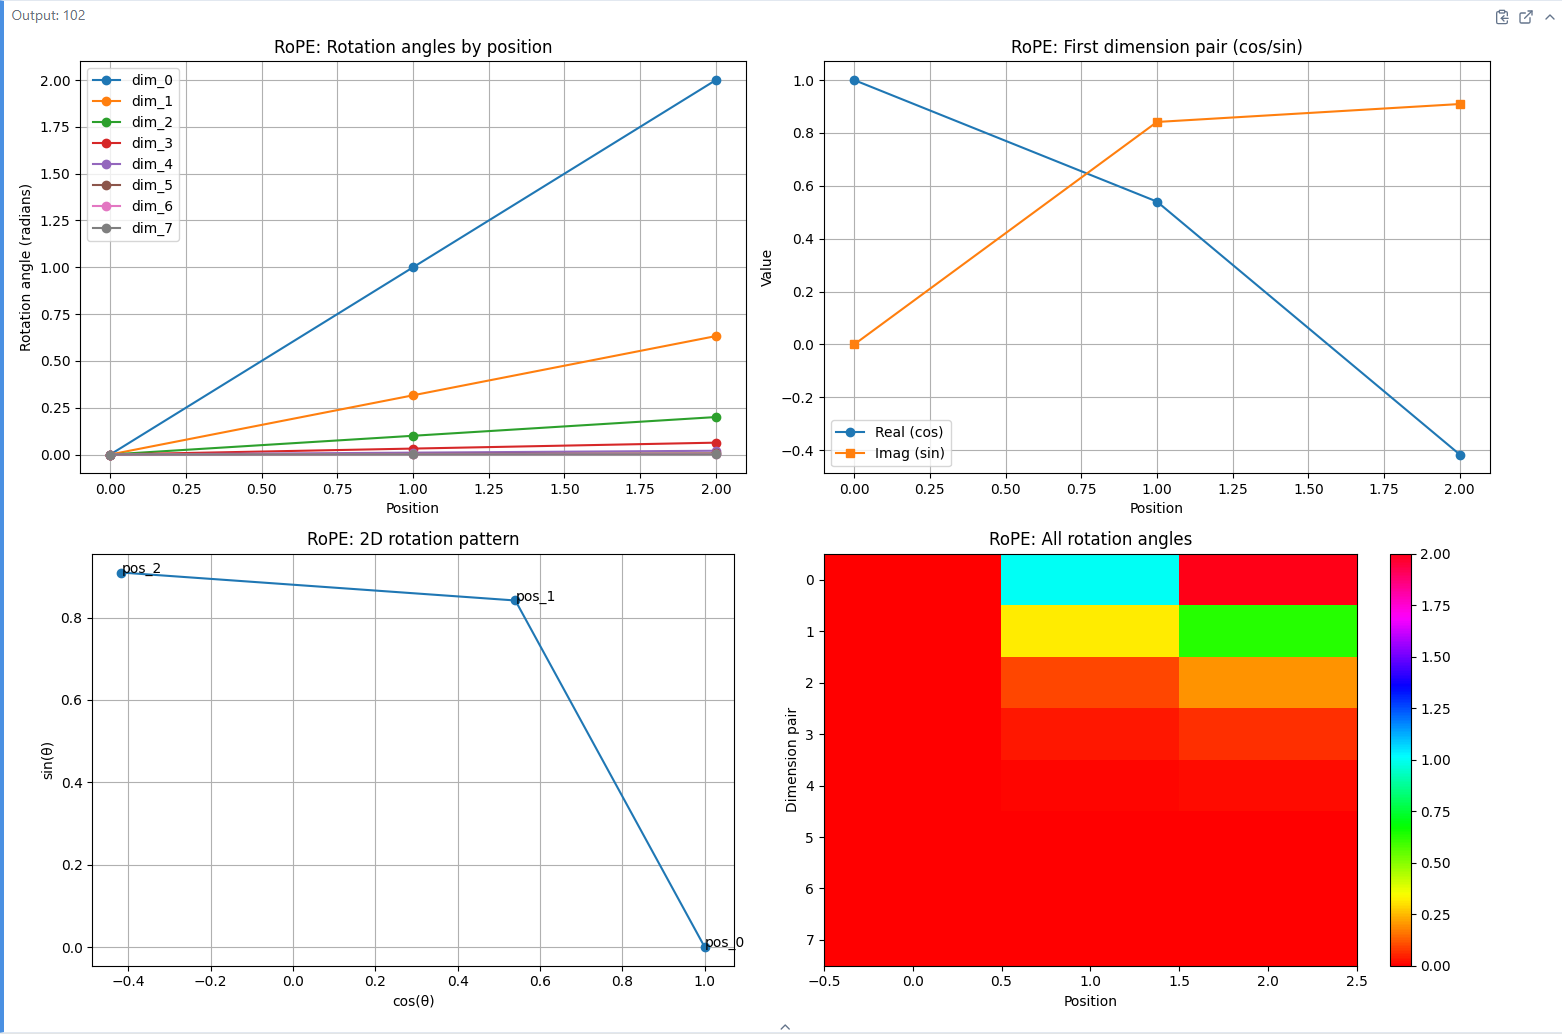 Output: 102
RoPE: Rotation angles by position
2.00
1.75
1.50
1.25
1.00
0.75
0.50
0.25
0.00
Rotation angle (radians)
dim_0
dim_1
dim_2
dim_3
dim_4
dim_5
dim_6
dim_7
0.00 0.25 0.50 0.75 1.00 1.25 1.50 1.75 2.00
Position
RoPE: First dimension pair (cos/sin)
1.0
0.8
0.6
0.4
0.2
0.0
−0.2
−0.4
Value
Real (cos)
Imag (sin)
0.00 0.25 0.50 0.75 1.00 1.25 1.50 1.75 2.00
Position
RoPE: 2D rotation pattern
0.8
0.6
0.4
0.2
0.0
sin(θ)
pos_2
pos_1
pos_0
−0.4 −0.2 0.0 0.2 0.4 0.6 0.8 1.0
cos(θ)
RoPE: All rotation angles
0
1
2
3
4
5
6
7
Dimension pair
−0.5 0.0 0.5 1.0 1.5 2.0 2.5
Position
2.00
1.75
1.50
1.25
1.00
0.75
0.50
0.25
0.00